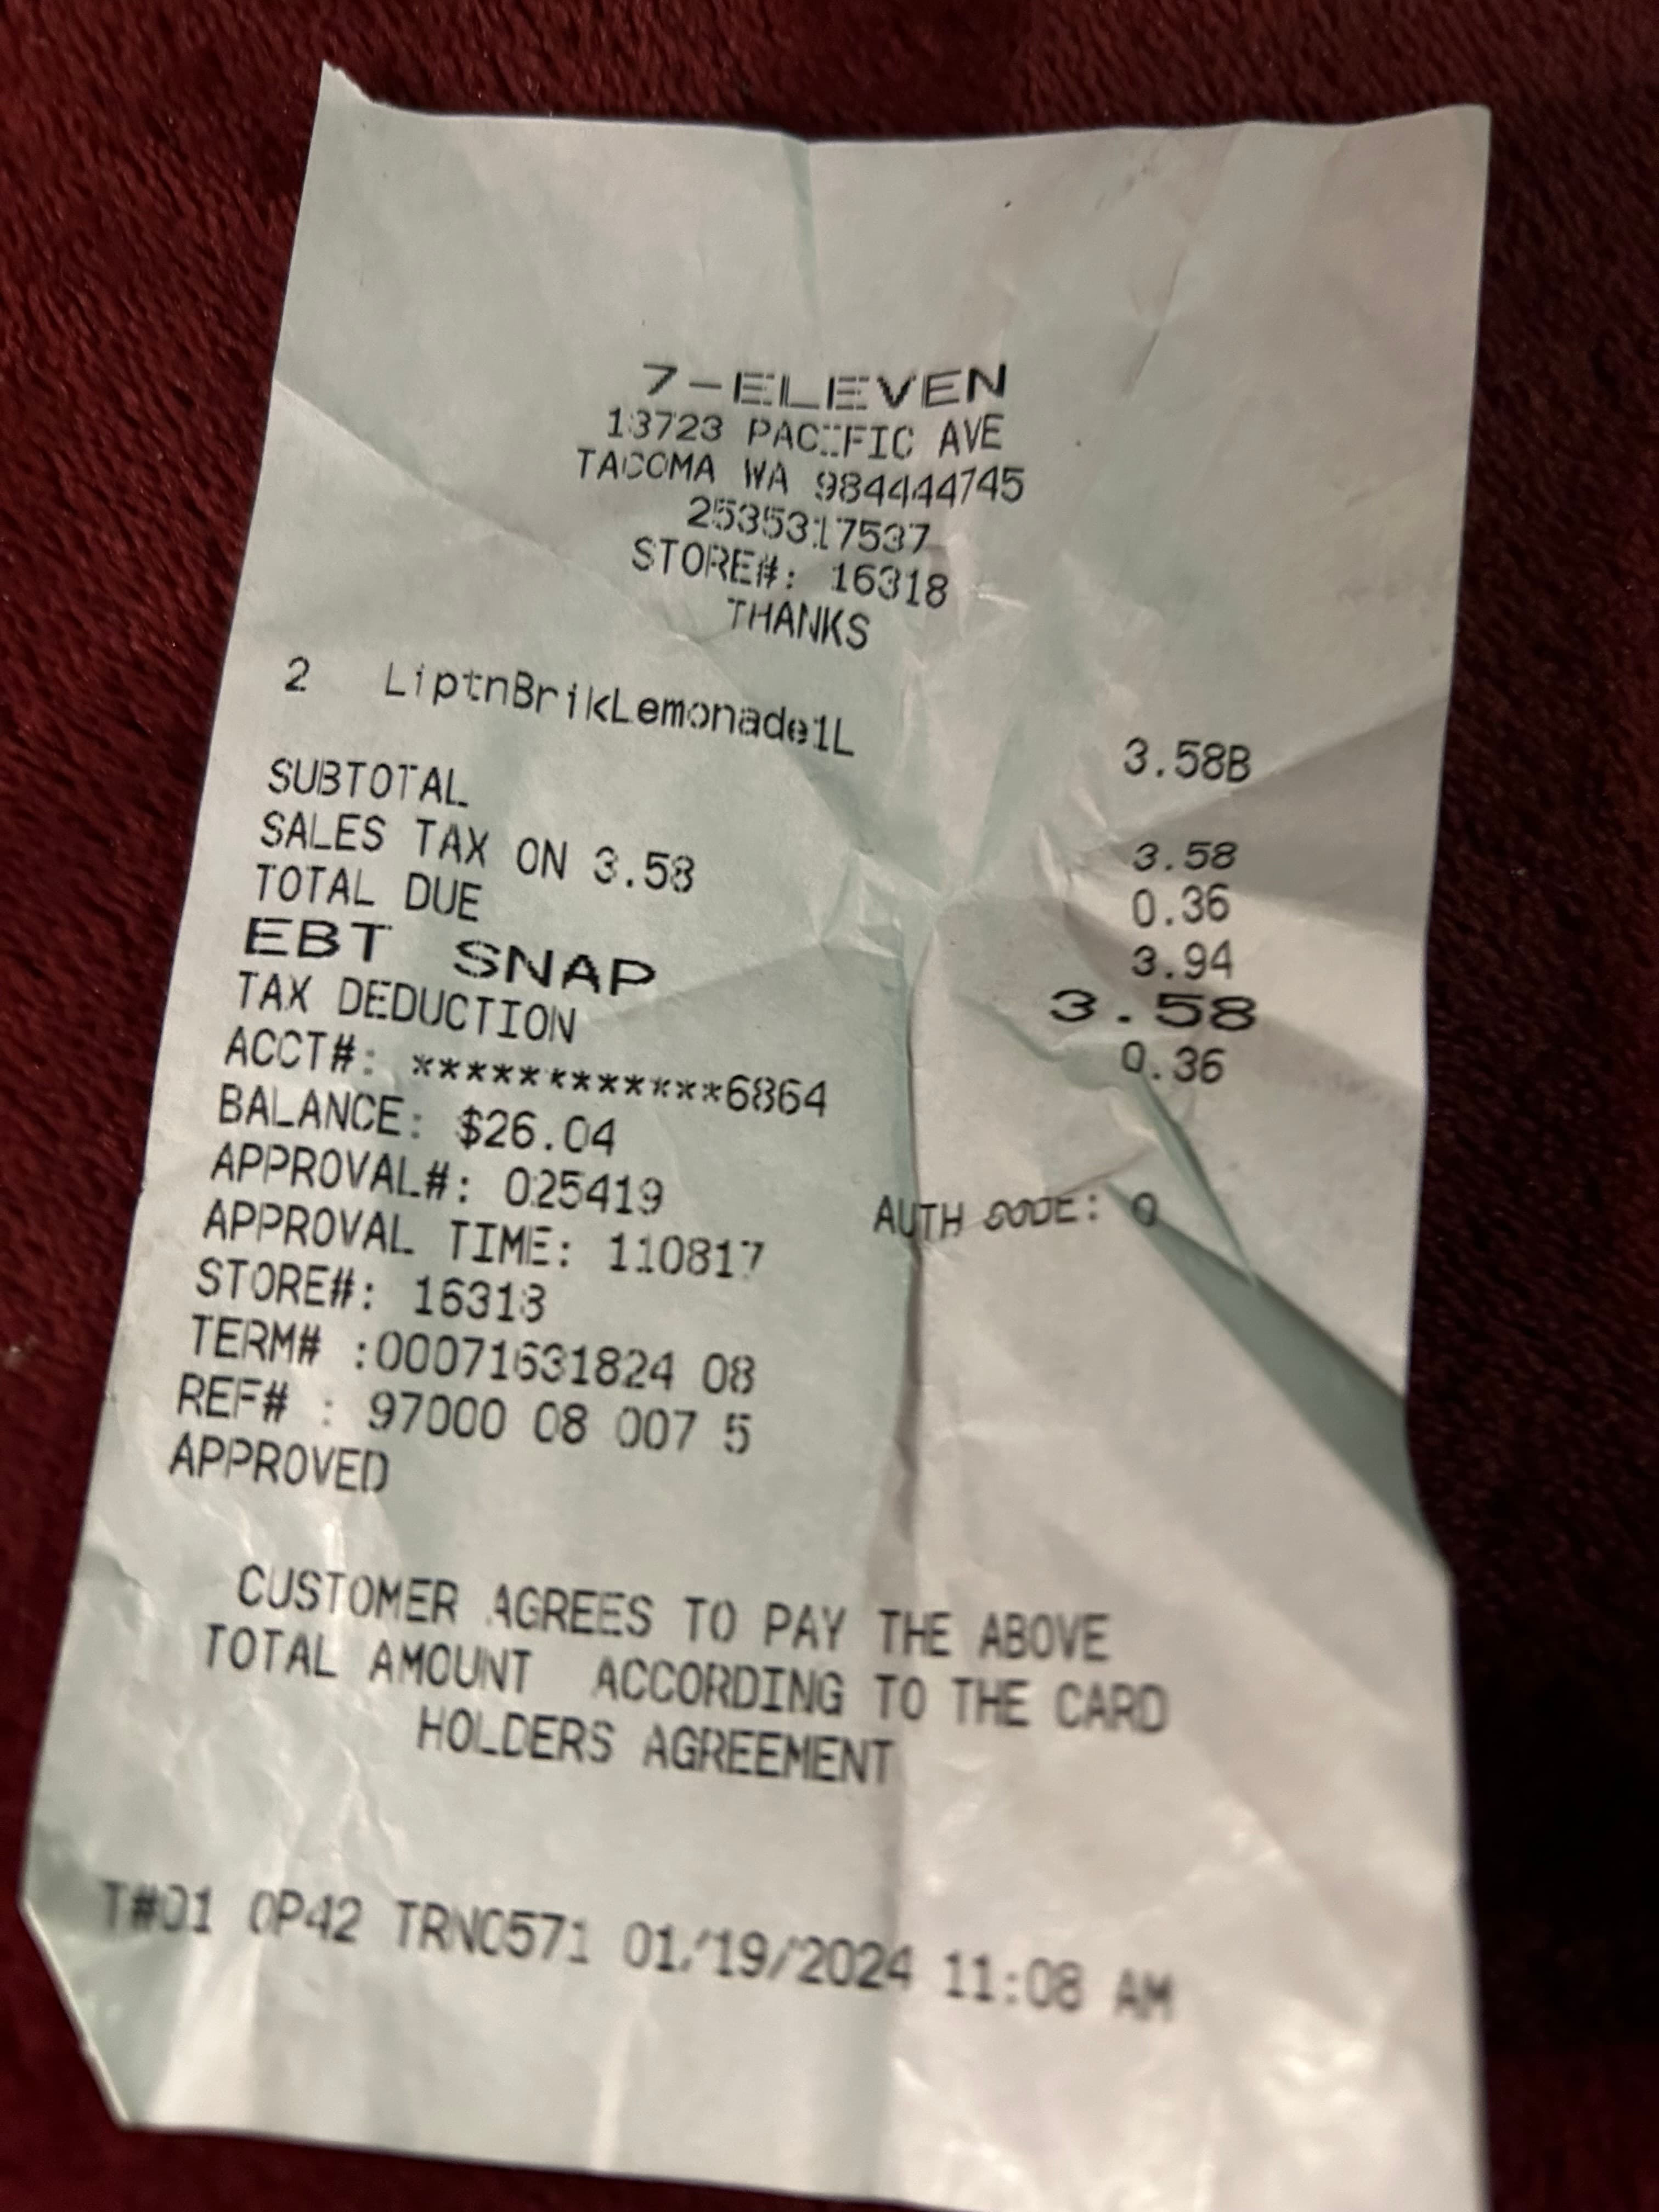 7-ELEVEN
13723 PACIFIC AVE
TACOMA WA 984444745
2535317537
STORE#: 16318
THANKS
2 LiptnBrikLemonade1L 3.58B
SUBTOTAL 3.58
SALES TAX ON 3.58 0.36
TOTAL DUE 3.94
EBT SNAP 3.58
TAX DEDUCTION 0.36
ACCT#: ************6864
BALANCE: $26.04
APPROVAL#: 025419 AUTH CODE: 0
APPROVAL TIME: 110817
STORE#: 16318
TERM# :00071631824 08
REF# : 97000 08 007 5
APPROVED
CUSTOMER AGREES TO PAY THE ABOVE
TOTAL AMOUNT ACCORDING TO THE CARD
HOLDERS AGREEMENT
T#01 OP42 TRN0571 01/19/2024 11:08 AM